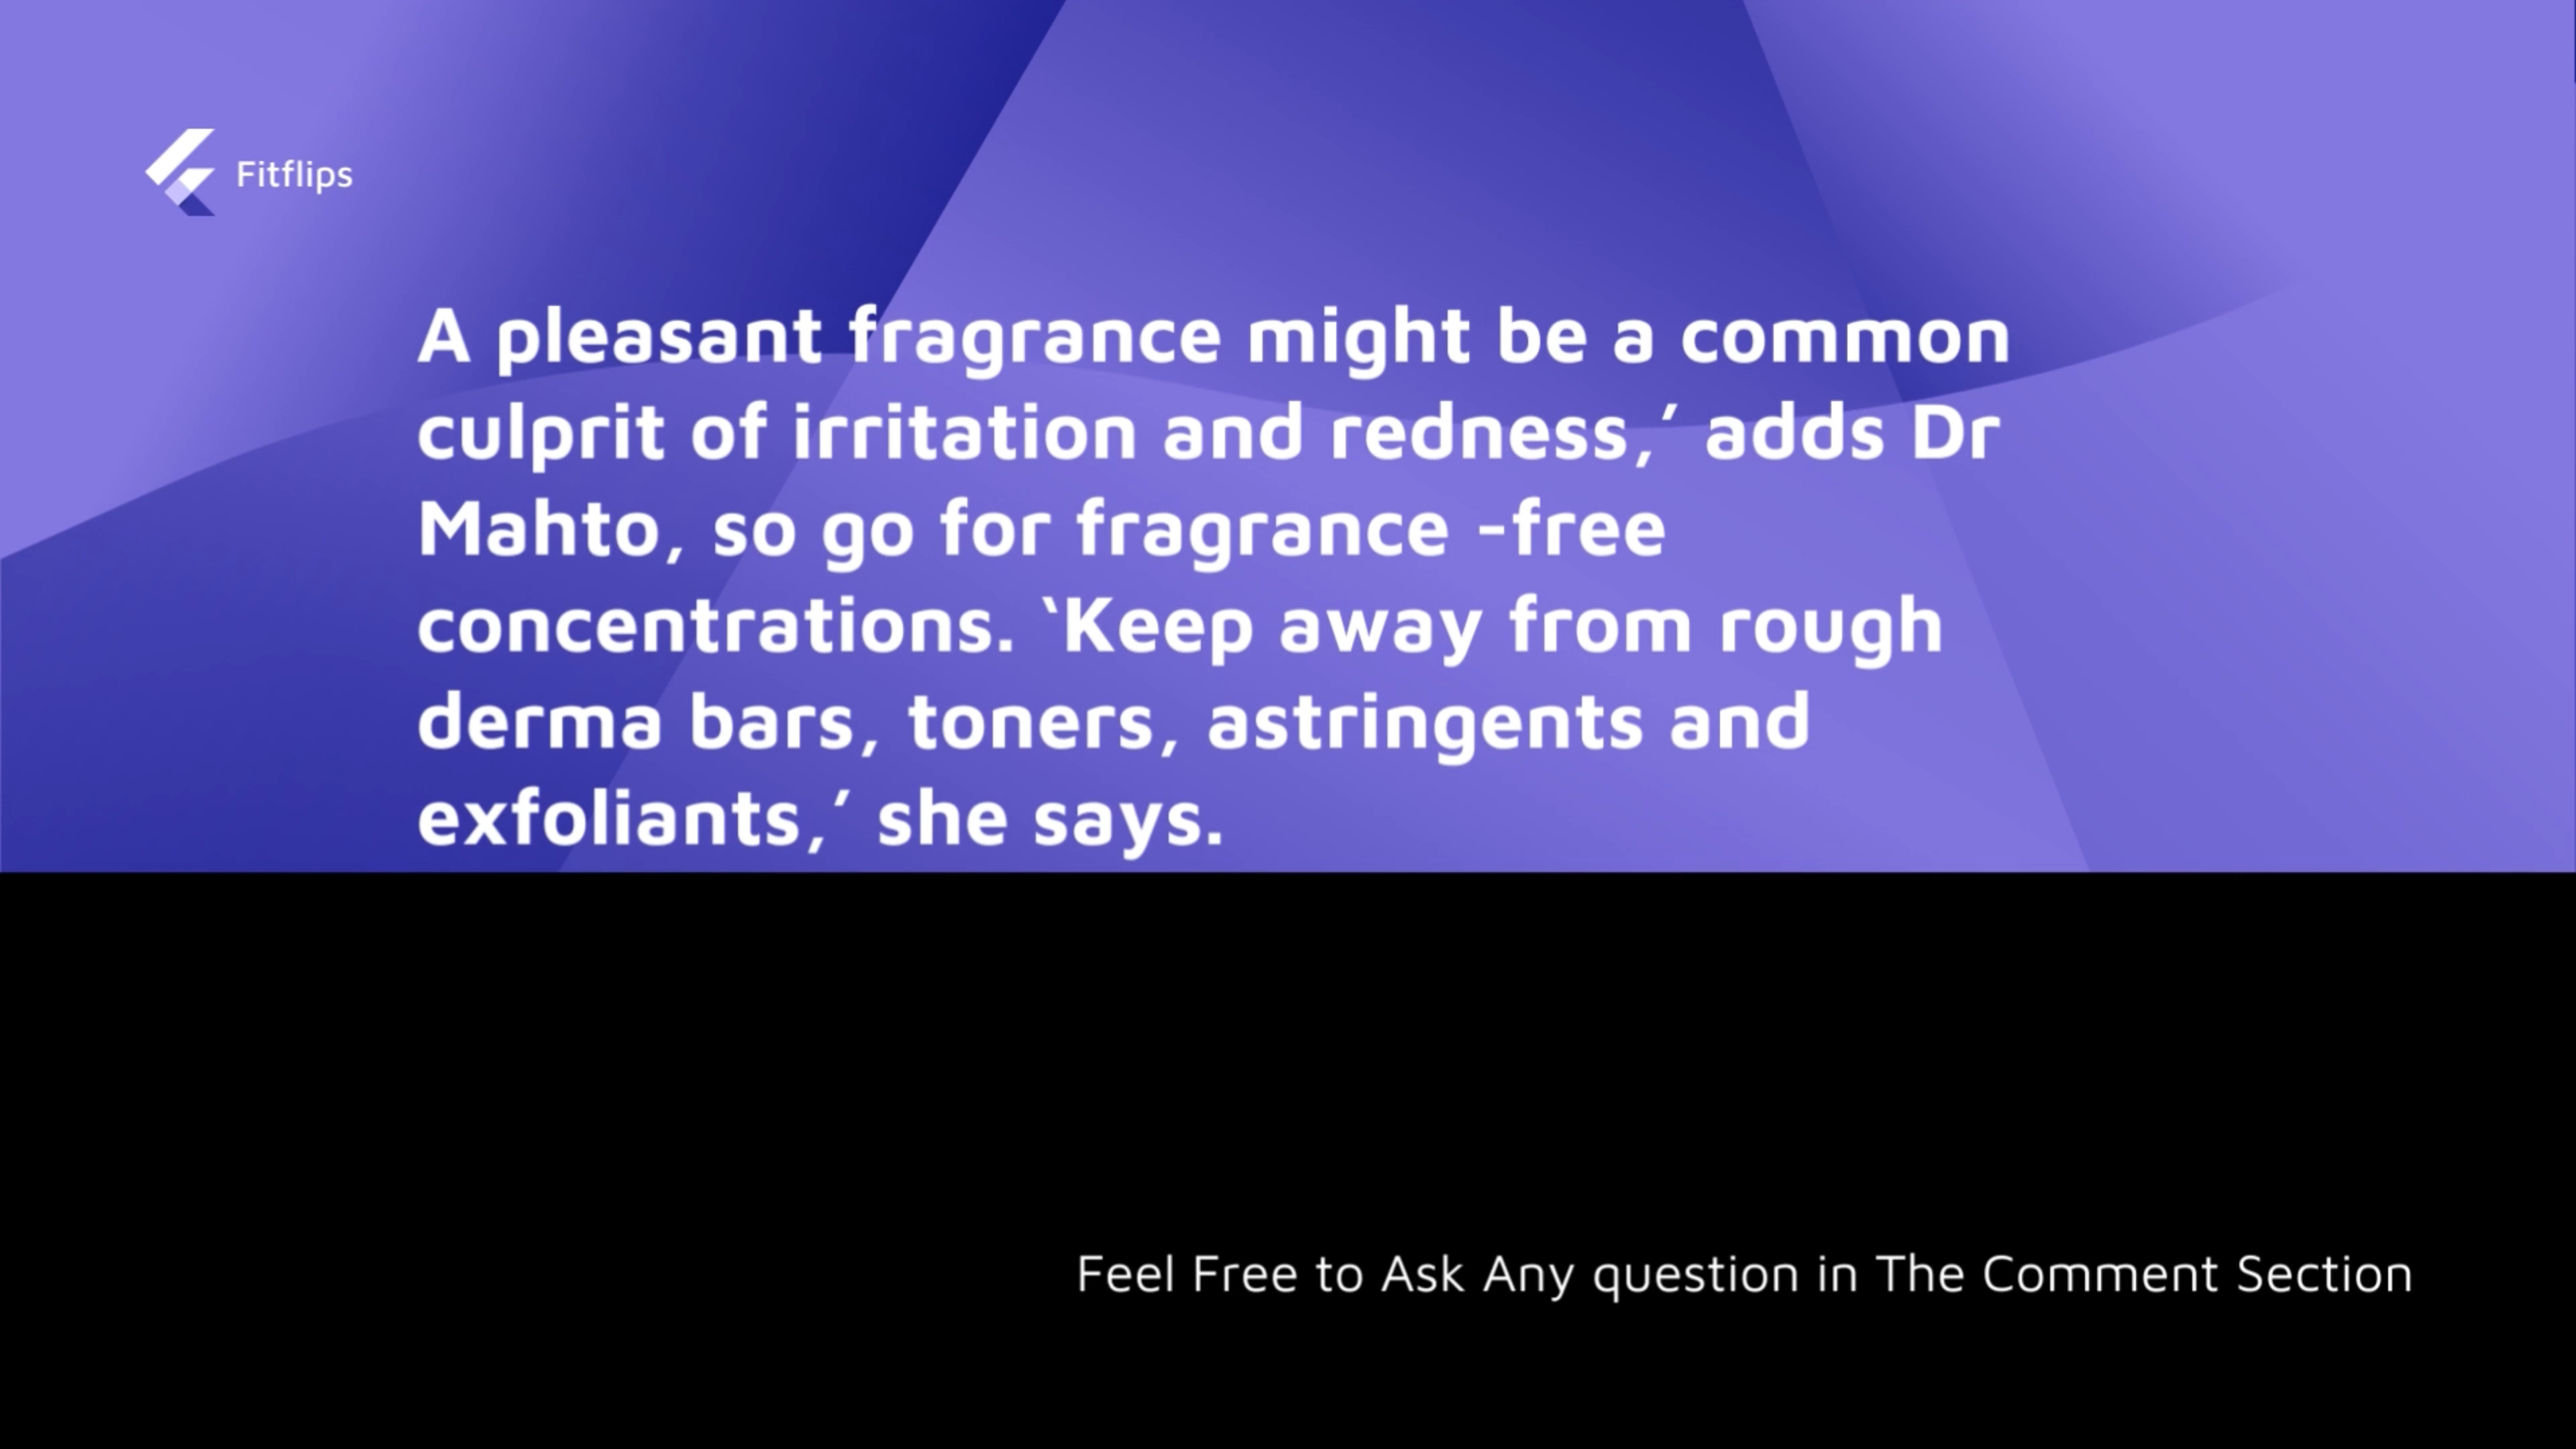 Fitflips
A pleasant fragrance might be a common
culprit of irritation and redness,’ adds Dr
Mahto, so go for fragrance -free
concentrations. ‘Keep away from rough
derma bars, toners, astringents and
exfoliants,’ she says.
Feel Free to Ask Any question in The Comment Section